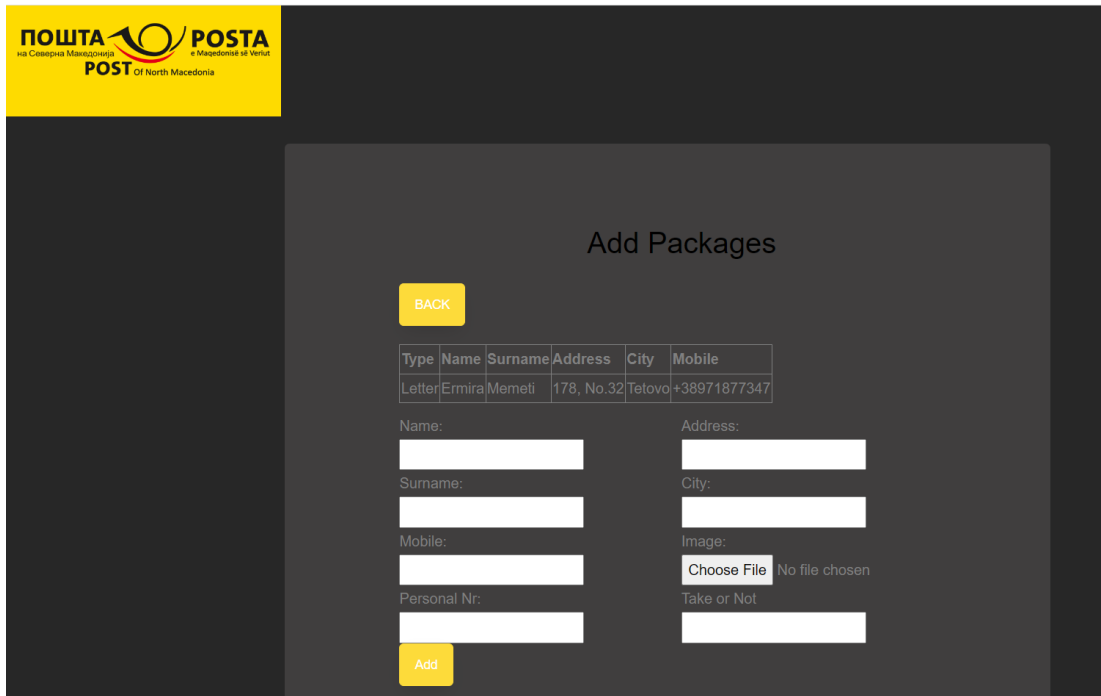 ПОШТА POSTA
на Северна Македонија e Maqedonisë së Veriut
POST Of North Macedonia
Add Packages
BACK
Type Name Surname Address City Mobile
Letter Ermira Memeti 178, No.32 Tetovo +38971877347
Name: Address:
Surname: City:
Mobile: Image:
Choose File No file chosen
Personal Nr: Take or Not
Add